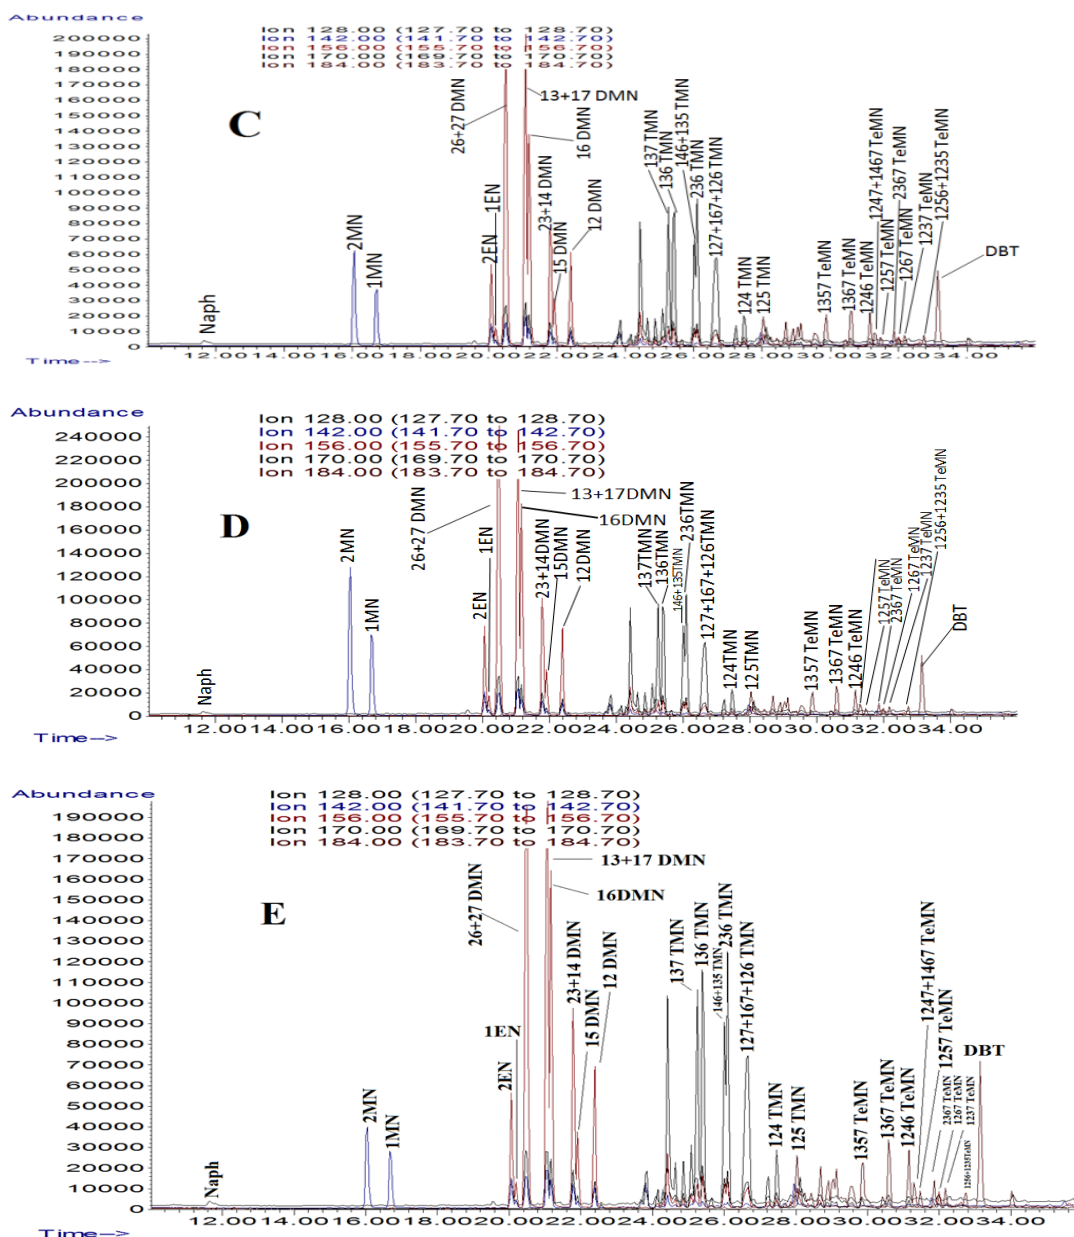 Abundance
Ion 128.00 (127.70 to 128.70)
Ion 142.00 (141.70 to 142.70)
Ion 156.00 (155.70 to 156.70)
Ion 170.00 (169.70 to 170.70)
Ion 184.00 (183.70 to 184.70)
200000
190000
180000
170000
160000
150000
140000
130000
120000
110000
100000
90000
80000
70000
60000
50000
40000
30000
20000
10000
0
C
Naph
2MN
1MN
2EN
1EN
26+27 DMN
13+17 DMN
16 DMN
23+14 DMN
15 DMN
12 DMN
137 TMN
136 TMN
146+135 TMN
236 TMN
127+167+126 TMN
124 TMN
125 TMN
1357 TeMN
1367 TeMN
1246 TeMN
1247+1467 TeMN
1257 TeMN
2367 TeMN
1267 TeMN
1237 TeMN
1256+1235 TeMN
DBT
12.00 14.00 16.00 18.00 20.00 22.00 24.00 26.00 28.00 30.00 32.00 34.00
Time-->
Abundance
Ion 128.00 (127.70 to 128.70)
Ion 142.00 (141.70 to 142.70)
Ion 156.00 (155.70 to 156.70)
Ion 170.00 (169.70 to 170.70)
Ion 184.00 (183.70 to 184.70)
240000
220000
200000
180000
160000
140000
120000
100000
80000
60000
40000
20000
0
D
Naph
2MN
1MN
26+27 DMN
2EN
1EN
13+17DMN
16DMN
23+14DMN
15DMN
12DMN
137TMN
136TMN
146+135TMN
236TMN
127+167+126TMN
124TMN
125TMN
1357 TeMN
1367 TeMN
1246 TeMN
1257 TeMN
2367 TeMN
1267 TeMN
1237 TeMN
1256+1235 TeMN
DBT
12.00 14.00 16.00 18.00 20.00 22.00 24.00 26.00 28.00 30.00 32.00 34.00
Time-->
Abundance
Ion 128.00 (127.70 to 128.70)
Ion 142.00 (141.70 to 142.70)
Ion 156.00 (155.70 to 156.70)
Ion 170.00 (169.70 to 170.70)
Ion 184.00 (183.70 to 184.70)
190000
180000
170000
160000
150000
140000
130000
120000
110000
100000
90000
80000
70000
60000
50000
40000
30000
20000
10000
0
E
Naph
2MN
1MN
26+27 DMN
2EN
1EN
13+17 DMN
16DMN
23+14 DMN
15 DMN
12 DMN
137 TMN
136 TMN
146+135 TMN
236 TMN
127+167+126 TMN
124 TMN
125 TMN
1357 TeMN
1367 TeMN
1246 TeMN
1247+1467 TeMN
1257 TeMN
2367 TeMN
1267 TeMN
1237 TeMN
1256+1235TeMN
DBT
12.00 14.00 16.00 18.00 20.00 22.00 24.00 26.00 28.00 30.00 32.00 34.00
Time-->